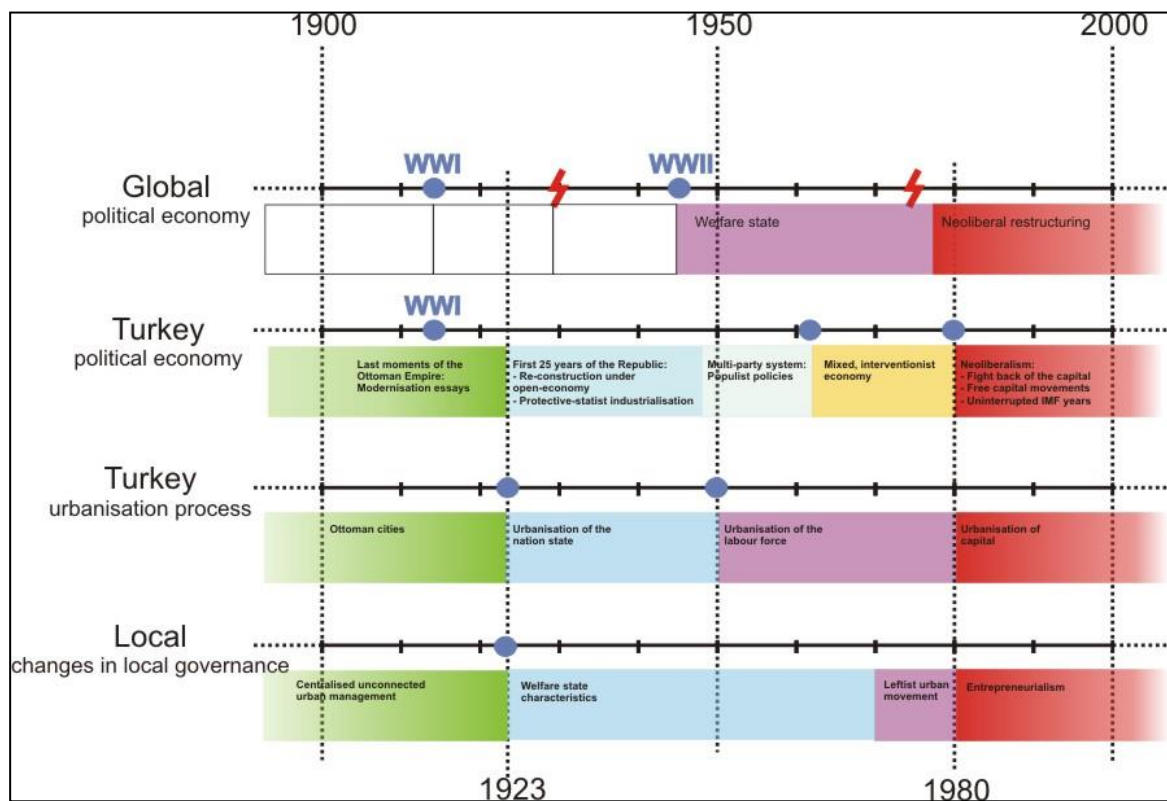 1900 1950 2000
WWI WWII
Global
political economy
Welfare state Neoliberal restructuring
WWI
Turkey
political economy
Last moments of the
Ottoman Empire:
Modernisation essays
First 25 years of the Republic:
- Re-construction under
open-economy
- Protective-statist industrialisation
Multi-party system:
Populist policies
Mixed, interventionist
economy
Neoliberalism:
- Fight back of the capital
- Free capital movements
- Uninterrupted IMF years
Turkey
urbanisation process
Ottoman cities
Urbanisation of the
nation state
Urbanisation of the
labour force
Urbanisation of
capital
Local
changes in local governance
Centralised unconnected
urban management
Welfare state
characteristics
Leftist urban
movement
Entrepreneurialism
1923 1980